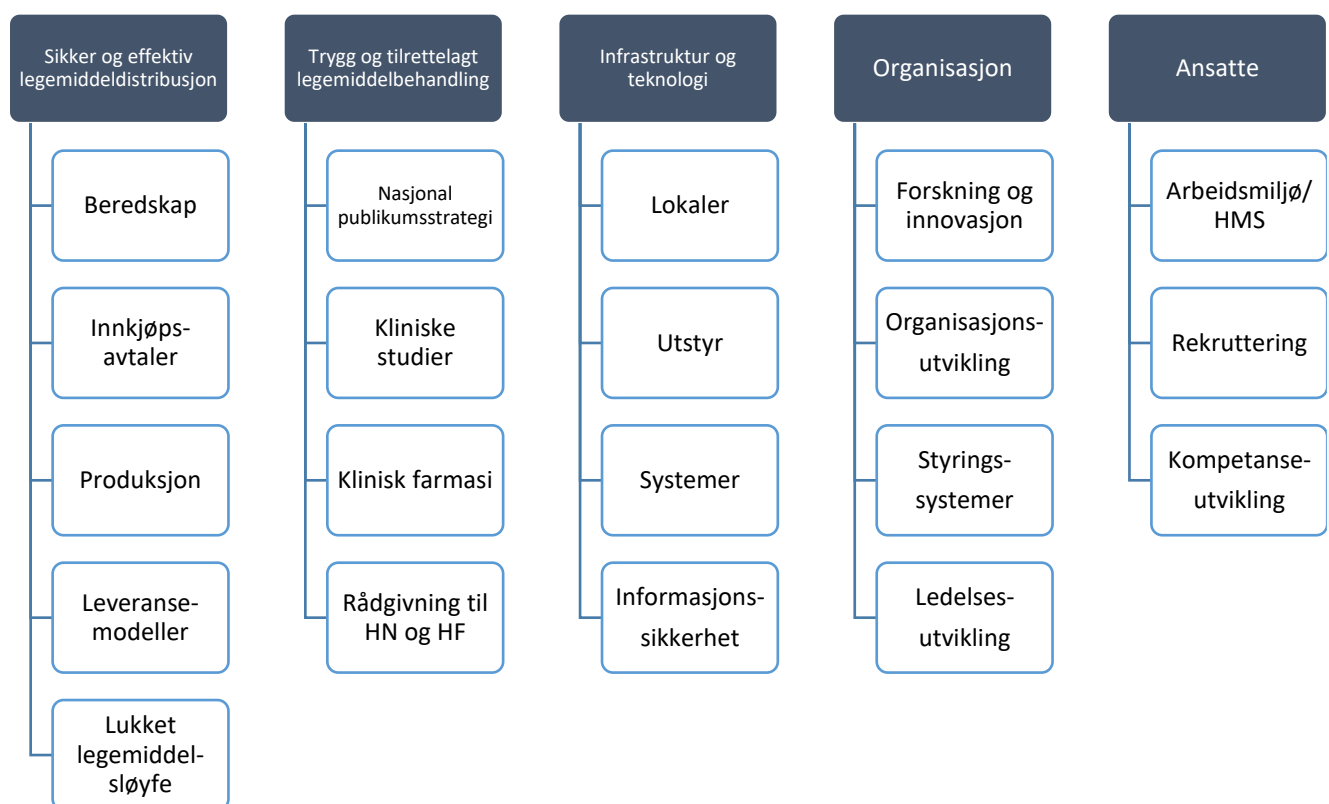 Sikker og effektiv
legemiddeldistribusjon
Beredskap
Innkjøps-
avtaler
Produksjon
Leveranse-
modeller
Lukket
legemiddel-
sløyfe
Trygg og tilrettelagt
legemiddelbehandling
Nasjonal
publikumsstrategi
Kliniske
studier
Klinisk farmasi
Rådgivning til
HN og HF
Infrastruktur og
teknologi
Lokaler
Utstyr
Systemer
Informasjons-
sikkerhet
Organisasjon
Forskning og
innovasjon
Organisasjons-
utvikling
Styrings-
systemer
Ledelses-
utvikling
Ansatte
Arbeidsmiljø/
HMS
Rekruttering
Kompetanse-
utvikling